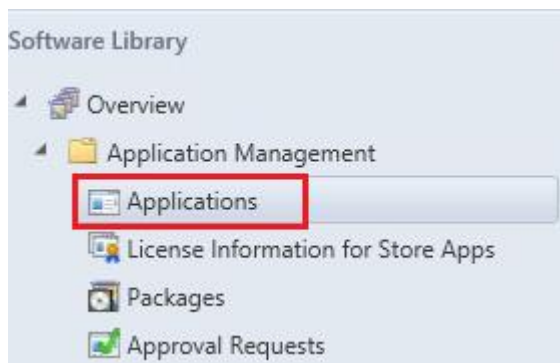 Software Library
Overview
Application Management
Applications
License Information for Store Apps
Packages
Approval Requests